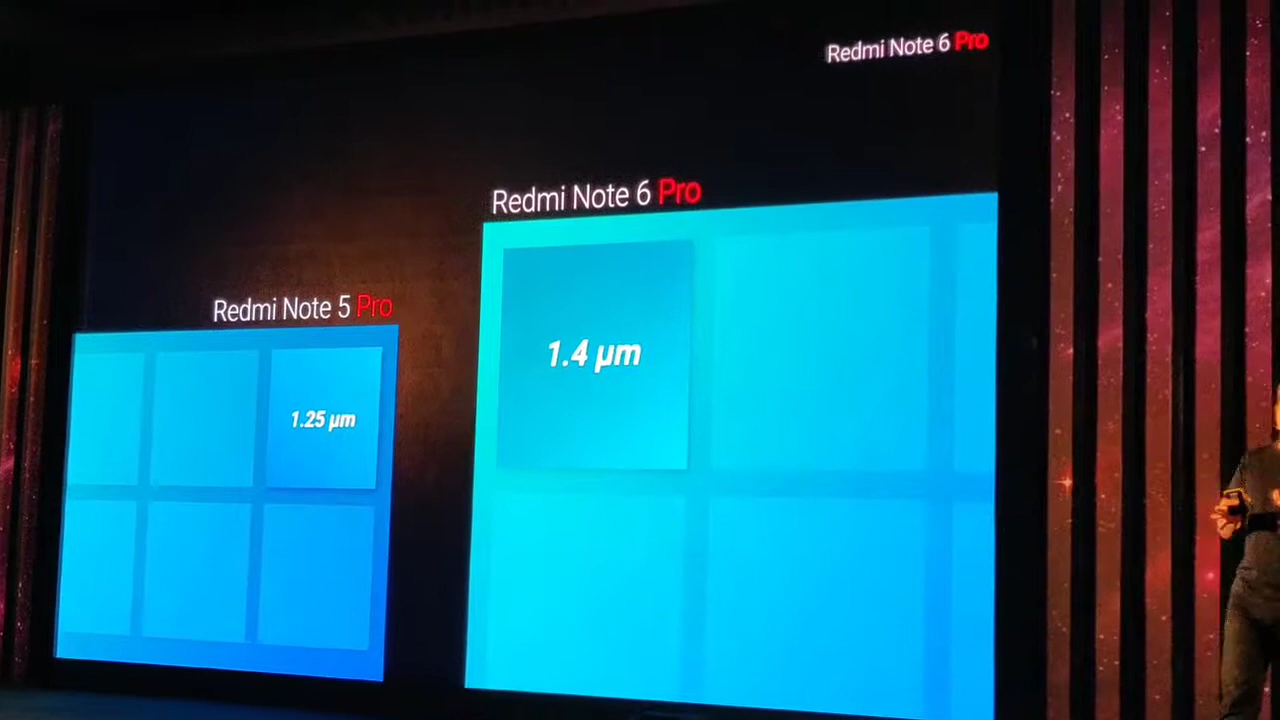 Redmi Note 6 Pro
Redmi Note 6 Pro
1.4 µm
Redmi Note 5 Pro
1.25 µm